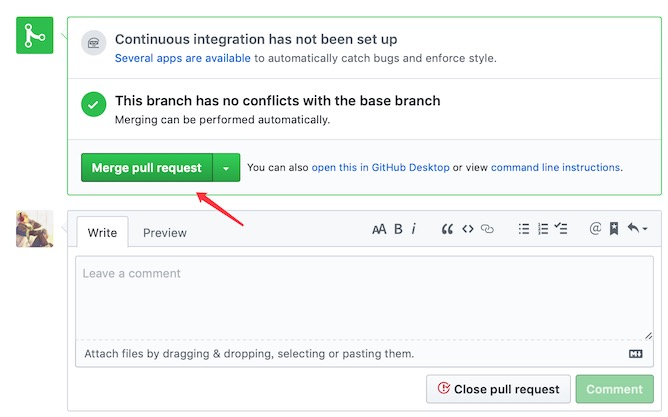 Continuous integration has not been set up
Several apps are available to automatically catch bugs and enforce style.
This branch has no conflicts with the base branch
Merging can be performed automatically.
Merge pull request You can also open this in GitHub Desktop or view command line instructions.
Write Preview AA B i
Leave a comment
Attach files by dragging & dropping, selecting or pasting them.
Close pull request Comment